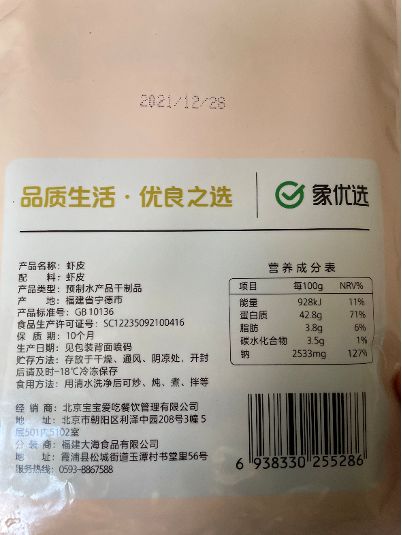 2021/12/28
品质生活·优良之选
象优选
产品名称：虾皮
配 料：虾皮
产品类型：预制水产品干制品
产 地：福建省宁德市
产品标准号：GB 10136
食品生产许可证号：SC12235092100416
保 质 期：10个月
生产日期：见包装背面喷码
贮存方法：存放于干燥、通风、阴凉处，开封
后请及时-18℃冷冻保存
食用方法：用清水洗净后可炒、炖、煮、拌等
营养成分表
项目 每100g NRV%
能量 928kJ 11%
蛋白质 42.8g 71%
脂肪 3.8g 6%
碳水化合物 3.5g 1%
钠 2533mg 127%
经 销 商：北京宝宝爱吃餐饮管理有限公司
地 址：北京市朝阳区利泽中园208号3幢5
层501内5102室
分 装 商：福建大海食品有限公司
地 址：霞浦县松城街道玉潭村书堂里56号
服务热线：0593-8867588
6 938330 255286